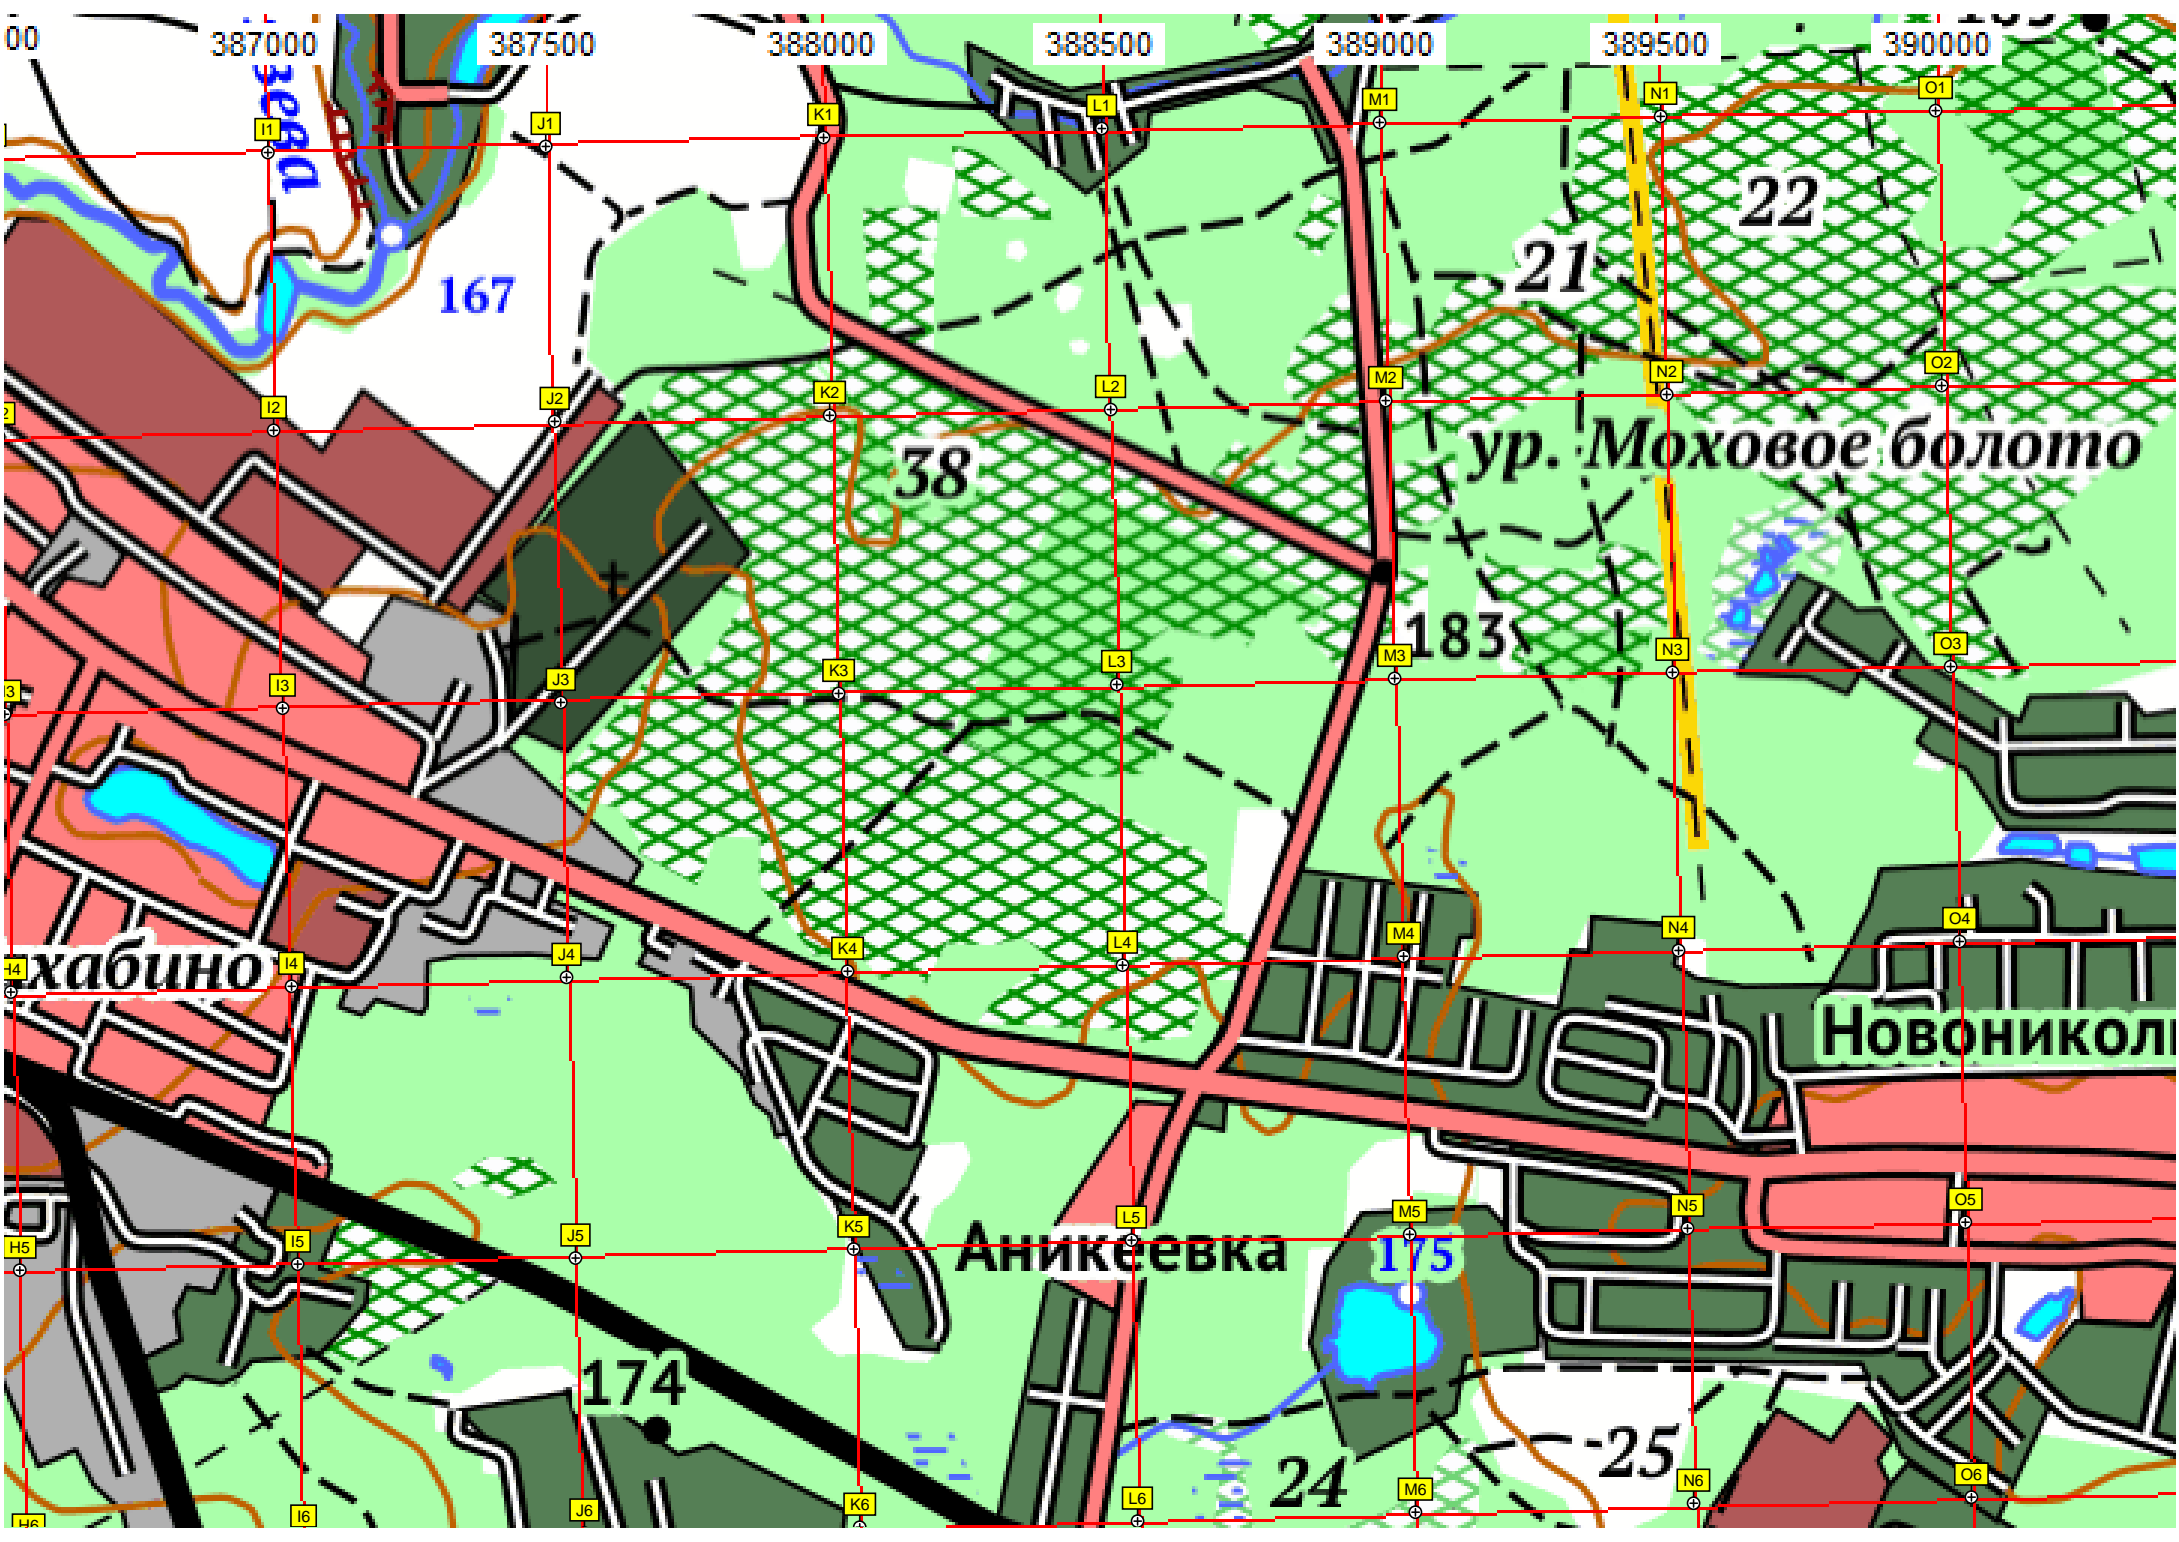 00 387000 387500 388000 388500 389000 389500 390000
I1 J1 K1 L1 M1 N1 O1
22
21
167
I2 J2 K2 L2 M2 N2 O2
38
ур. Моховое болото
183
I3 J3 K3 L3 M3 N3 O3
хабино
H4 I4 J4 K4 L4 M4 N4 O4
Новониколь
H5 I5 J5 K5 L5 M5 N5 O5
Аникеевка
175
174
24
25
H6 I6 J6 K6 L6 M6 N6 O6